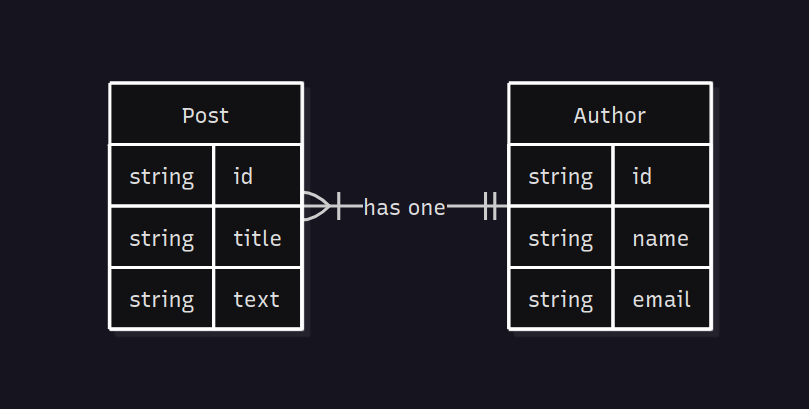 Post
string id
string title
string text
has one
Author
string id
string name
string email